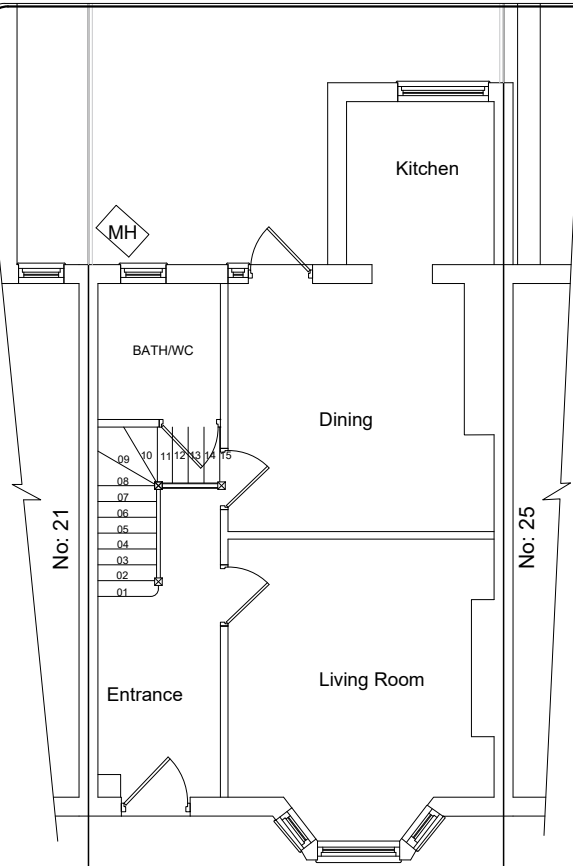 Kitchen
MH
BATH/WC
Dining
09
10 11 12 13 14 15
08
07
06
05
04
03
02
01
No: 21
No: 25
Living Room
Entrance